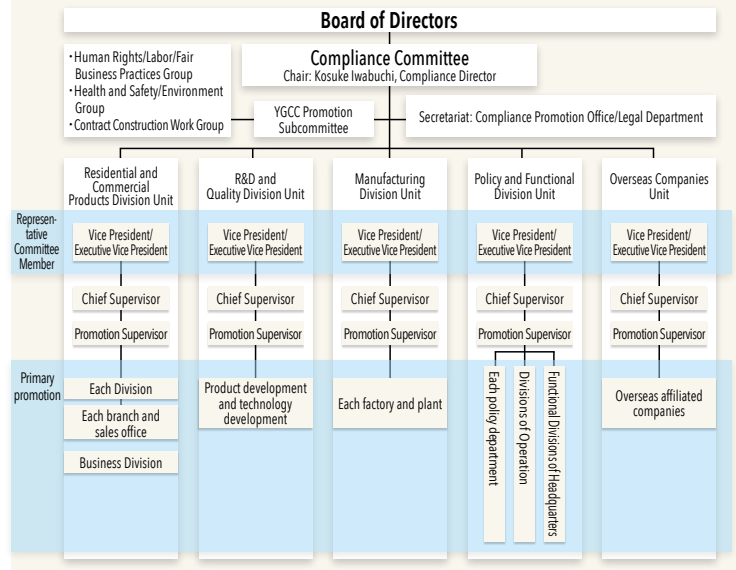 Board of Directors
・Human Rights/Labor/Fair
Business Practices Group
・Health and Safety/Environment
Group
・Contract Construction Work Group
Compliance Committee
Chair: Kosuke Iwabuchi, Compliance Director
YGCC Promotion
Subcommittee
Secretariat: Compliance Promotion Office/Legal Department
Residential and
Commercial
Products Division Unit
R&D and
Quality Division Unit
Manufacturing
Division Unit
Policy and Functional
Division Unit
Overseas Companies
Unit
Represen-
tative
Committee
Member
Vice President/
Executive Vice President
Vice President/
Executive Vice President
Vice President/
Executive Vice President
Vice President/
Executive Vice President
Vice President/
Executive Vice President
Chief Supervisor
Chief Supervisor
Chief Supervisor
Chief Supervisor
Chief Supervisor
Promotion Supervisor
Promotion Supervisor
Promotion Supervisor
Promotion Supervisor
Promotion Supervisor
Primary
promotion
Each Division
Each branch and
sales office
Business Division
Product development
and technology
development
Each factory and plant
Each policy department
Divisions of Operation
Functional Divisions of Headquarters
Overseas affiliated
companies